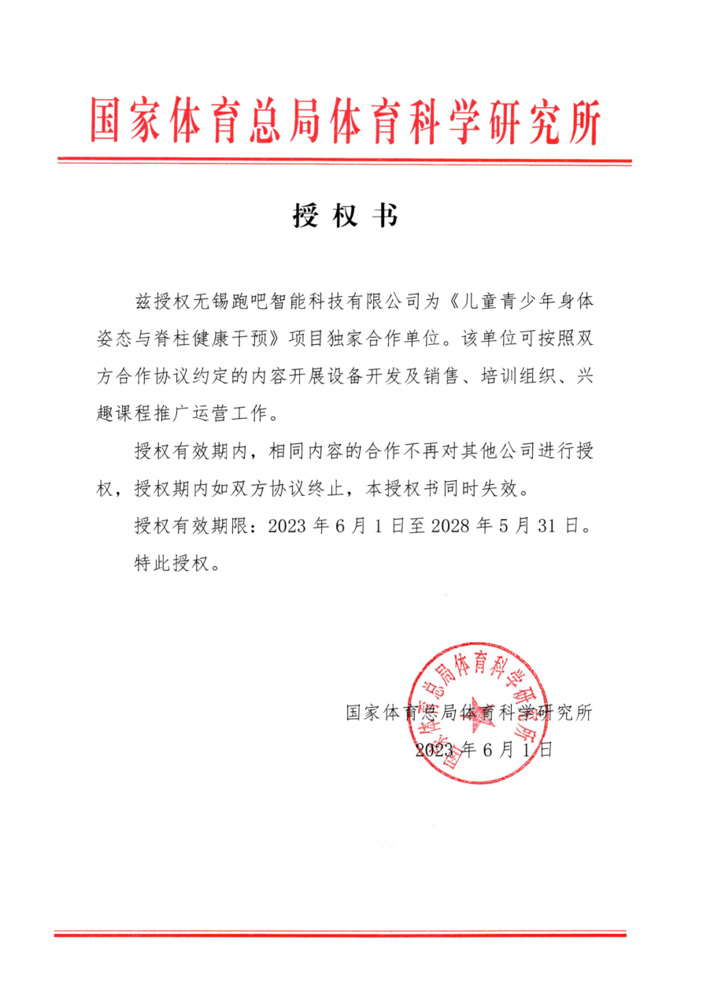 国家体育总局体育科学研究所
授权书
兹授权无锡跑吧智能科技有限公司为《儿童青少年身体
姿态与脊柱健康干预》项目独家合作单位。该单位可按照双
方合作协议约定的内容开展设备开发及销售、培训组织、兴
趣课程推广运营工作。
授权有效期内，相同内容的合作不再对其他公司进行授
权，授权期内如双方协议终止，本授权书同时失效。
授权有效期限：2023 年 6 月 1 日至 2028 年 5 月 31 日。
特此授权。
国家体育总局体育科学研究所
国家体育总局体育科学研究所
2023 年 6 月 1 日